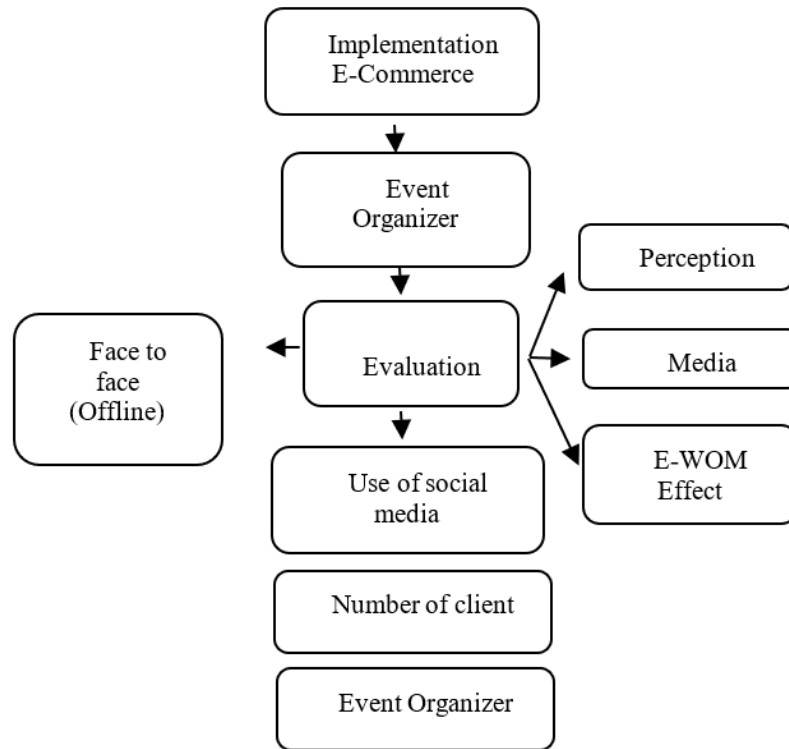 Implementation
E-Commerce
Event
Organizer
Perception
Face to
face
(Offline)
Evaluation
Media
Use of social
media
E-WOM
Effect
Number of client
Event Organizer